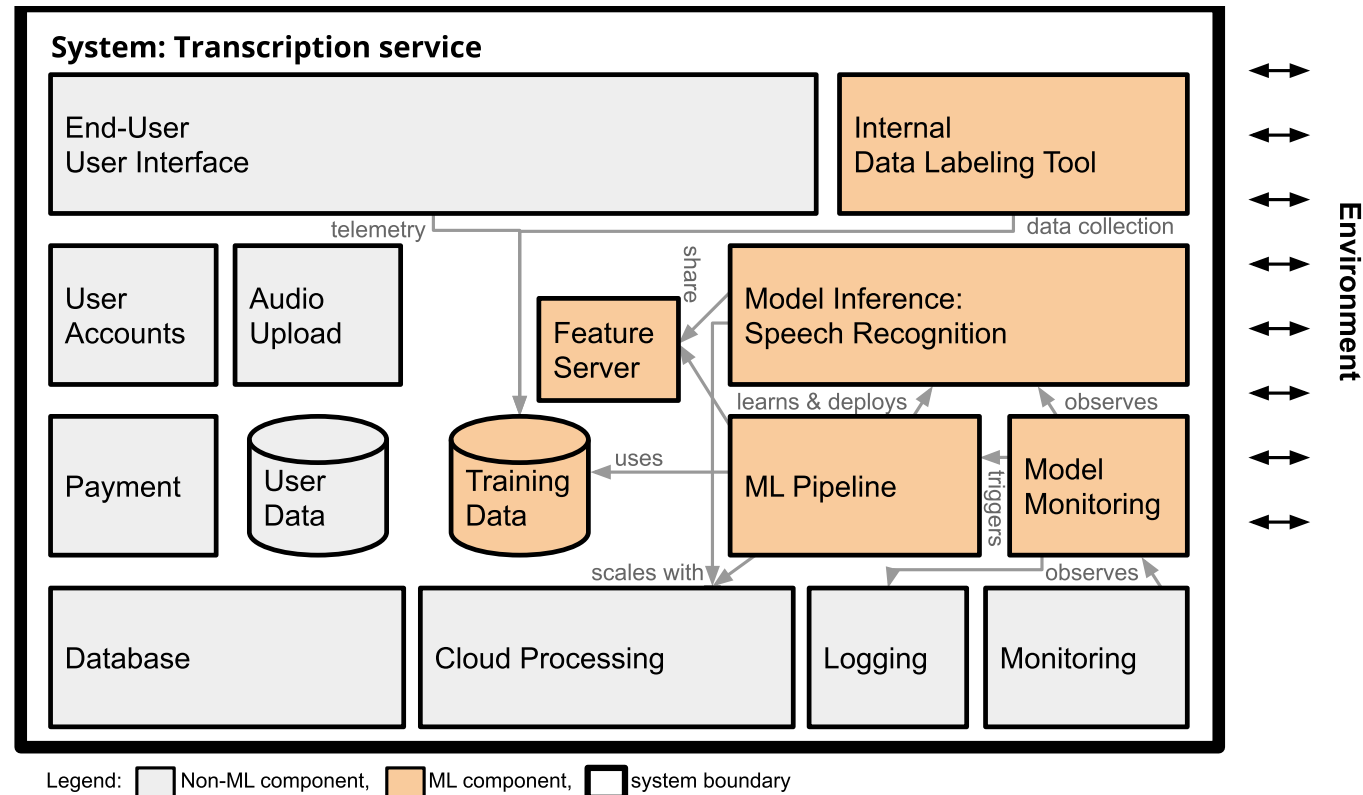 System: Transcription service
End-User
User Interface
Internal
Data Labeling Tool
telemetry
data collection
User
Accounts
Audio
Upload
share
Feature
Server
Model Inference:
Speech Recognition
Environment
learns & deploys
observes
Payment
User
Data
Training
Data
uses
ML Pipeline
triggers
Model
Monitoring
scales with
observes
Database
Cloud Processing
Logging
Monitoring
Legend: Non-ML component, ML component, system boundary